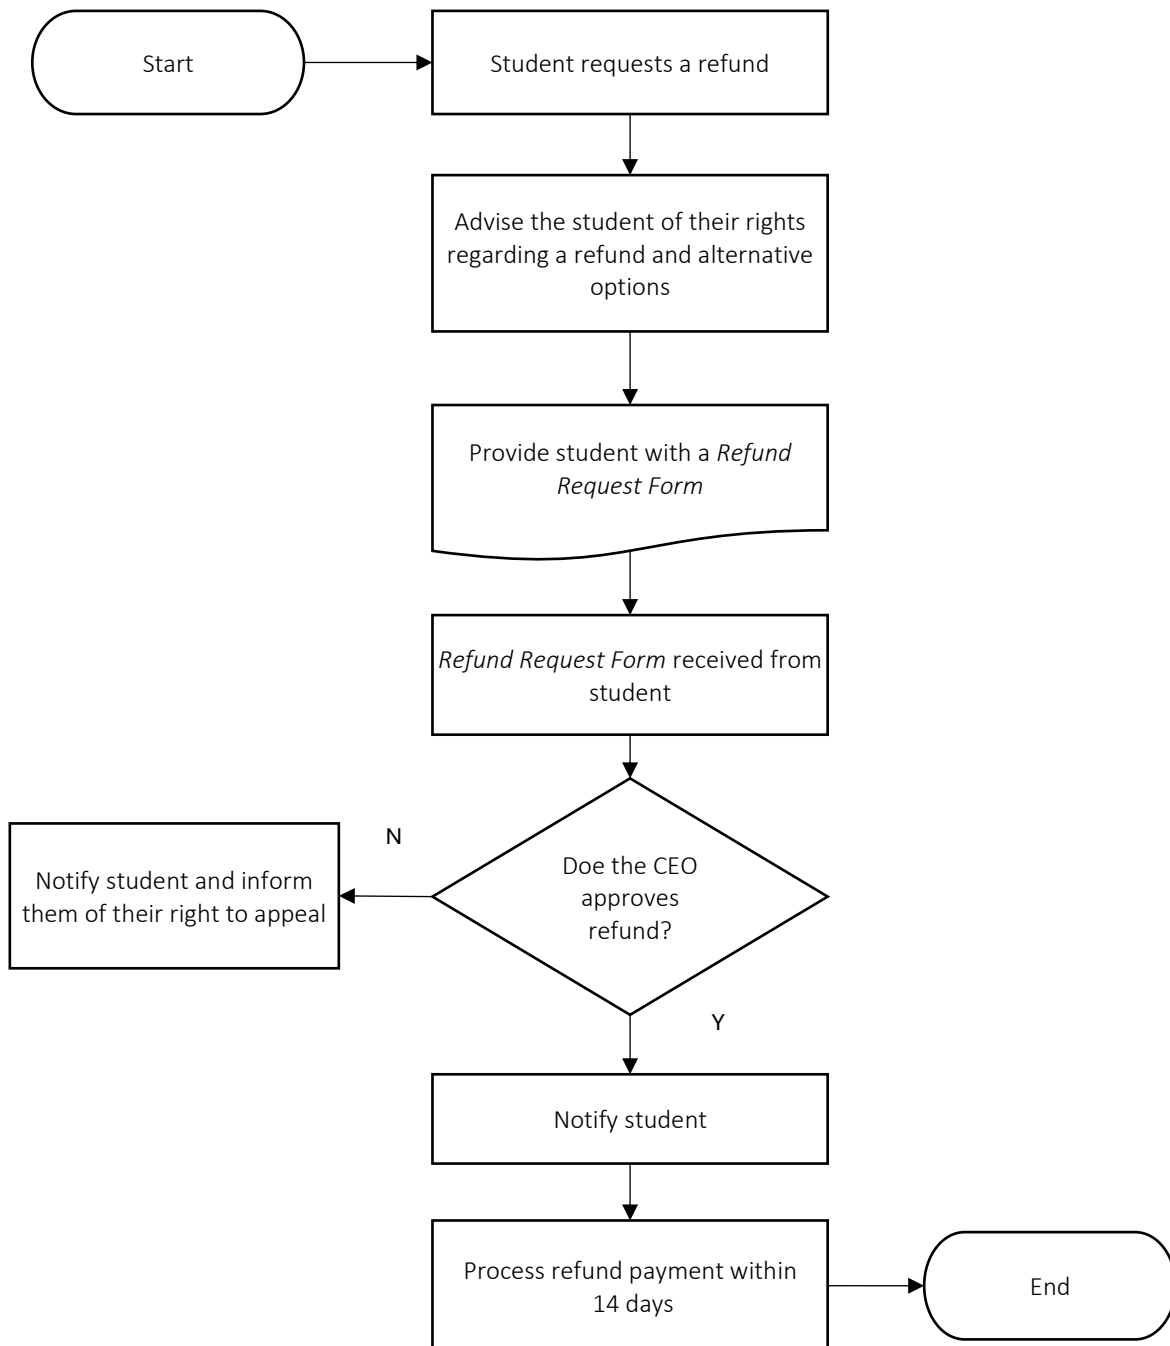 Start
Student requests a refund
Advise the student of their rights
regarding a refund and alternative
options
Provide student with a Refund
Request Form
Refund Request Form received from
student
N
Notify student and inform
them of their right to appeal
Doe the CEO
approves
refund?
Y
Notify student
Process refund payment within
14 days
End